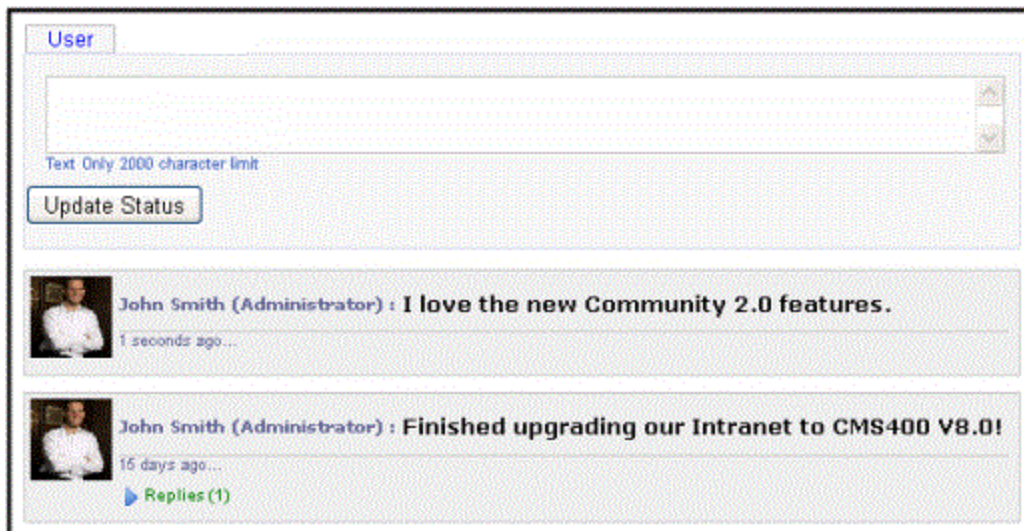 User
Text Only 2000 character limit
Update Status
John Smith (Administrator) : I love the new Community 2.0 features.
1 seconds ago...
John Smith (Administrator) : Finished upgrading our Intranet to CMS400 V8.0!
15 days ago...
Replies (1)